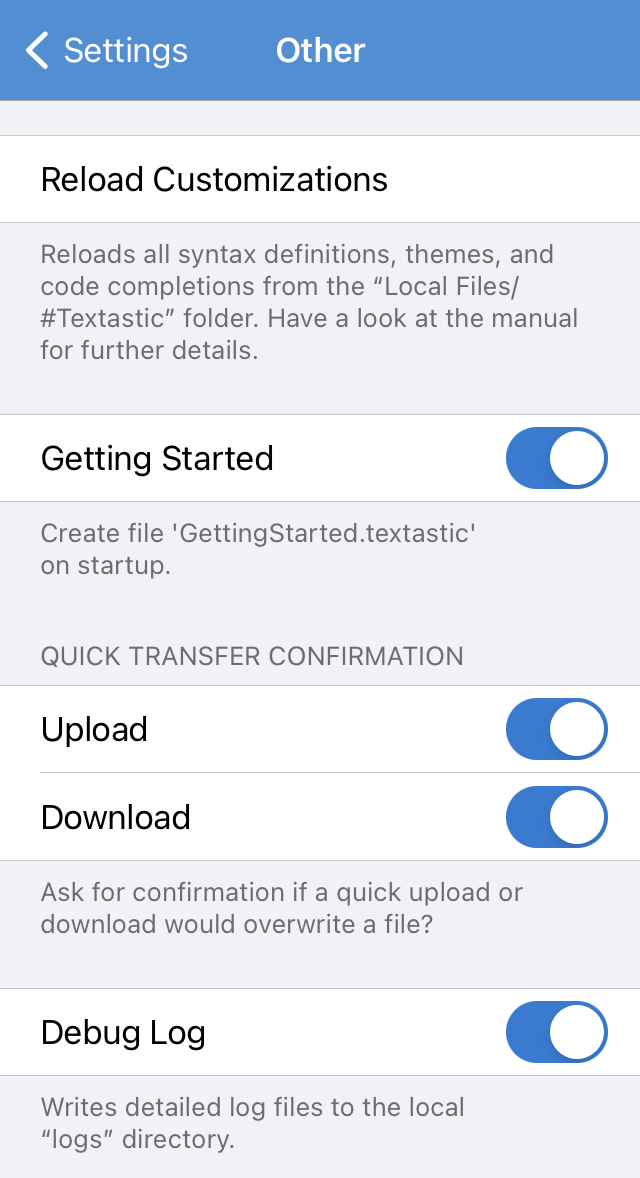 Settings
Other
Reload Customizations
Reloads all syntax definitions, themes, and
code completions from the “Local Files/
#Textastic” folder. Have a look at the manual
for further details.
Getting Started
Create file 'GettingStarted.textastic'
on startup.
QUICK TRANSFER CONFIRMATION
Upload
Download
Ask for confirmation if a quick upload or
download would overwrite a file?
Debug Log
Writes detailed log files to the local
“logs” directory.